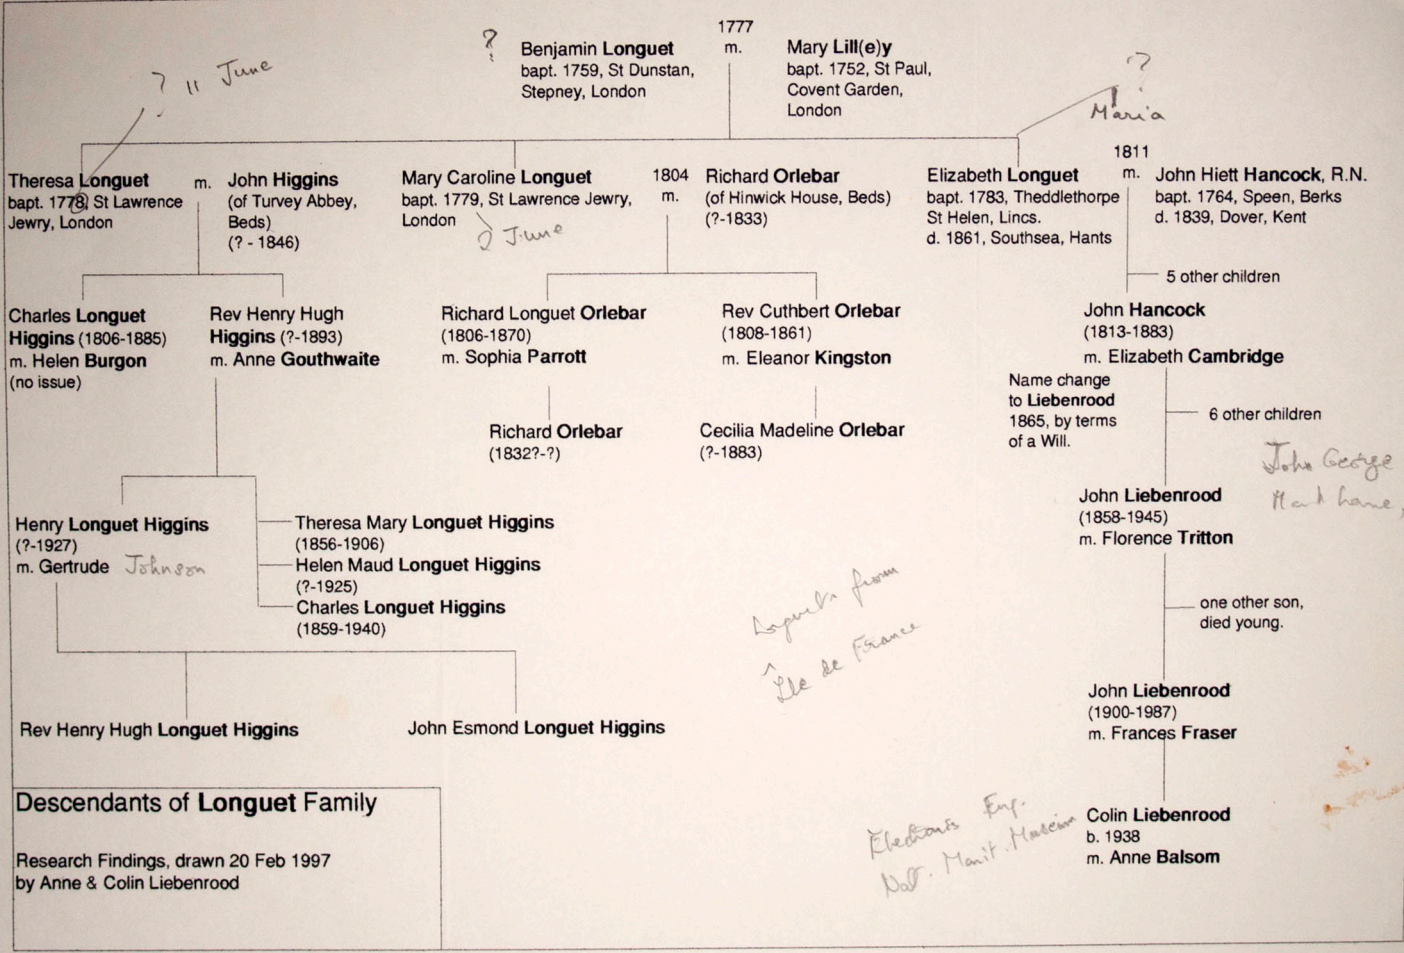 1777
? Benjamin Longuet m. Mary Lill(e)y
bapt. 1759, St Dunstan, bapt. 1752, St Paul,
Stepney, London Covent Garden,
London
? 11 June
?
Maria
Theresa Longuet m. John Higgins
bapt. 1778, St Lawrence (of Turvey Abbey,
Jewry, London Beds)
(? - 1846)
Mary Caroline Longuet 1804 Richard Orlebar
bapt. 1779, St Lawrence Jewry, m. (of Hinwick House, Beds)
London (?-1833)
June
1811
Elizabeth Longuet m. John Hiett Hancock, R.N.
bapt. 1783, Theddlethorpe bapt. 1764, Speen, Berks
St Helen, Lincs. d. 1839, Dover, Kent
d. 1861, Southsea, Hants
5 other children
Charles Longuet
Higgins (1806-1885)
m. Helen Burgon
(no issue)
Rev Henry Hugh
Higgins (?-1893)
m. Anne Gouthwaite
Richard Longuet Orlebar
(1806-1870)
m. Sophia Parrott
Rev Cuthbert Orlebar
(1808-1861)
m. Eleanor Kingston
John Hancock
(1813-1883)
m. Elizabeth Cambridge
Name change
to Liebenrood
1865, by terms
of a Will.
6 other children
Richard Orlebar
(1832?-?)
Cecilia Madeline Orlebar
(?-1883)
John George
John Liebenrood
(1858-1945)
m. Florence Tritton
Henry Longuet Higgins
(?-1927)
m. Gertrude Johnson
Theresa Mary Longuet Higgins
(1856-1906)
Helen Maud Longuet Higgins
(?-1925)
Charles Longuet Higgins
(1859-1940)
Longuets from
Île de France
one other son,
died young.
Rev Henry Hugh Longuet Higgins
John Esmond Longuet Higgins
John Liebenrood
(1900-1987)
m. Frances Fraser
Electronics Eng.
Nat. Marit. Museum
Colin Liebenrood
b. 1938
m. Anne Balsom
Descendants of Longuet Family
Research Findings, drawn 20 Feb 1997
by Anne & Colin Liebenrood